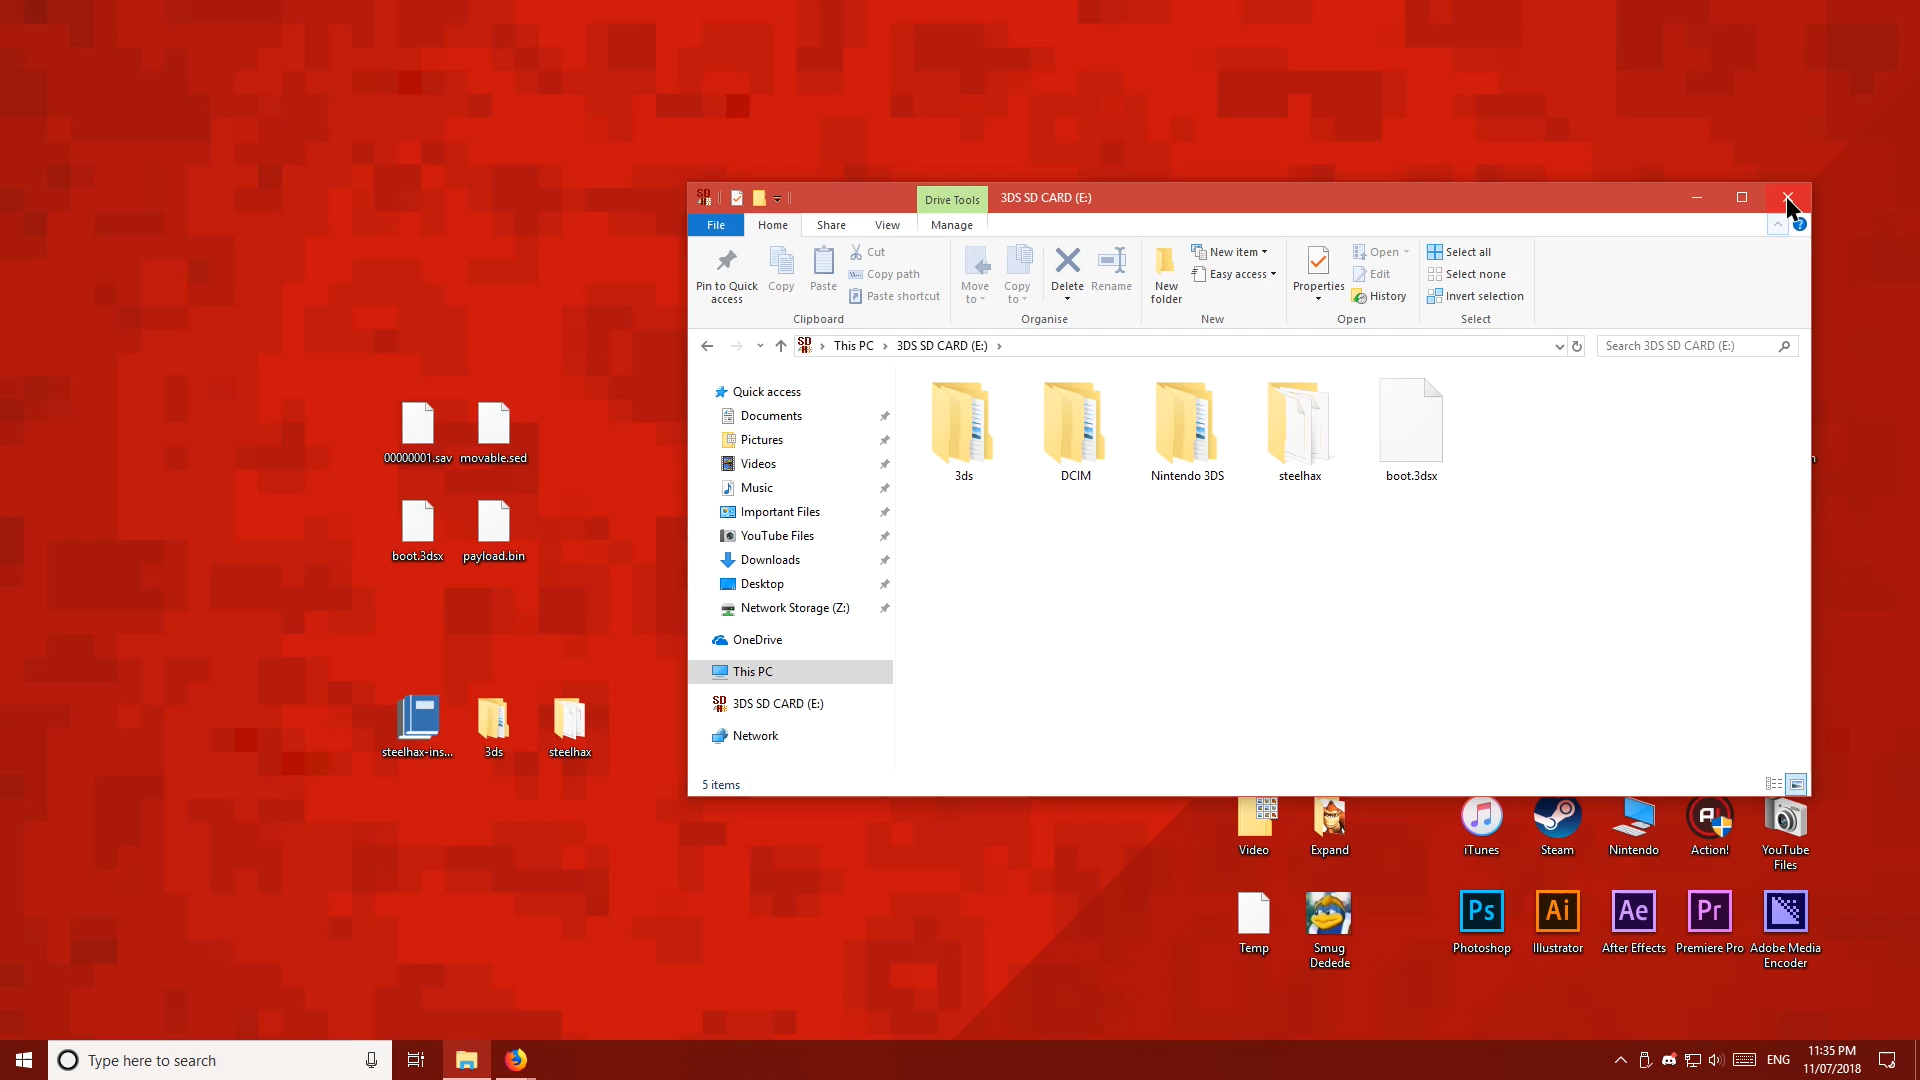 Drive Tools
3DS SD CARD (E:)
File
Home
Share
View
Manage
Pin to Quick
access
Copy
Paste
Cut
Copy path
Paste shortcut
Clipboard
Move
to
Copy
to
Delete
Rename
Organise
New
folder
New item
Easy access
New
Properties
Open
Edit
History
Open
Select all
Select none
Invert selection
Select
This PC
3DS SD CARD (E:)
Search 3DS SD CARD (E:)
Quick access
Documents
Pictures
Videos
Music
Important Files
YouTube Files
Downloads
Desktop
Network Storage (Z:)
OneDrive
This PC
3DS SD CARD (E:)
Network
3ds
DCIM
Nintendo 3DS
steelhax
boot.3dsx
5 items
00000001.sav
movable.sed
boot.3dsx
payload.bin
steelhax-ins...
3ds
steelhax
Video
Expand
iTunes
Steam
Nintendo
Action!
YouTube
Files
Temp
Smug
Dedede
Ps
Photoshop
Ai
Illustrator
Ae
After Effects
Pr
Premiere Pro
Adobe Media
Encoder
Type here to search
ENG
11:35 PM
11/07/2018